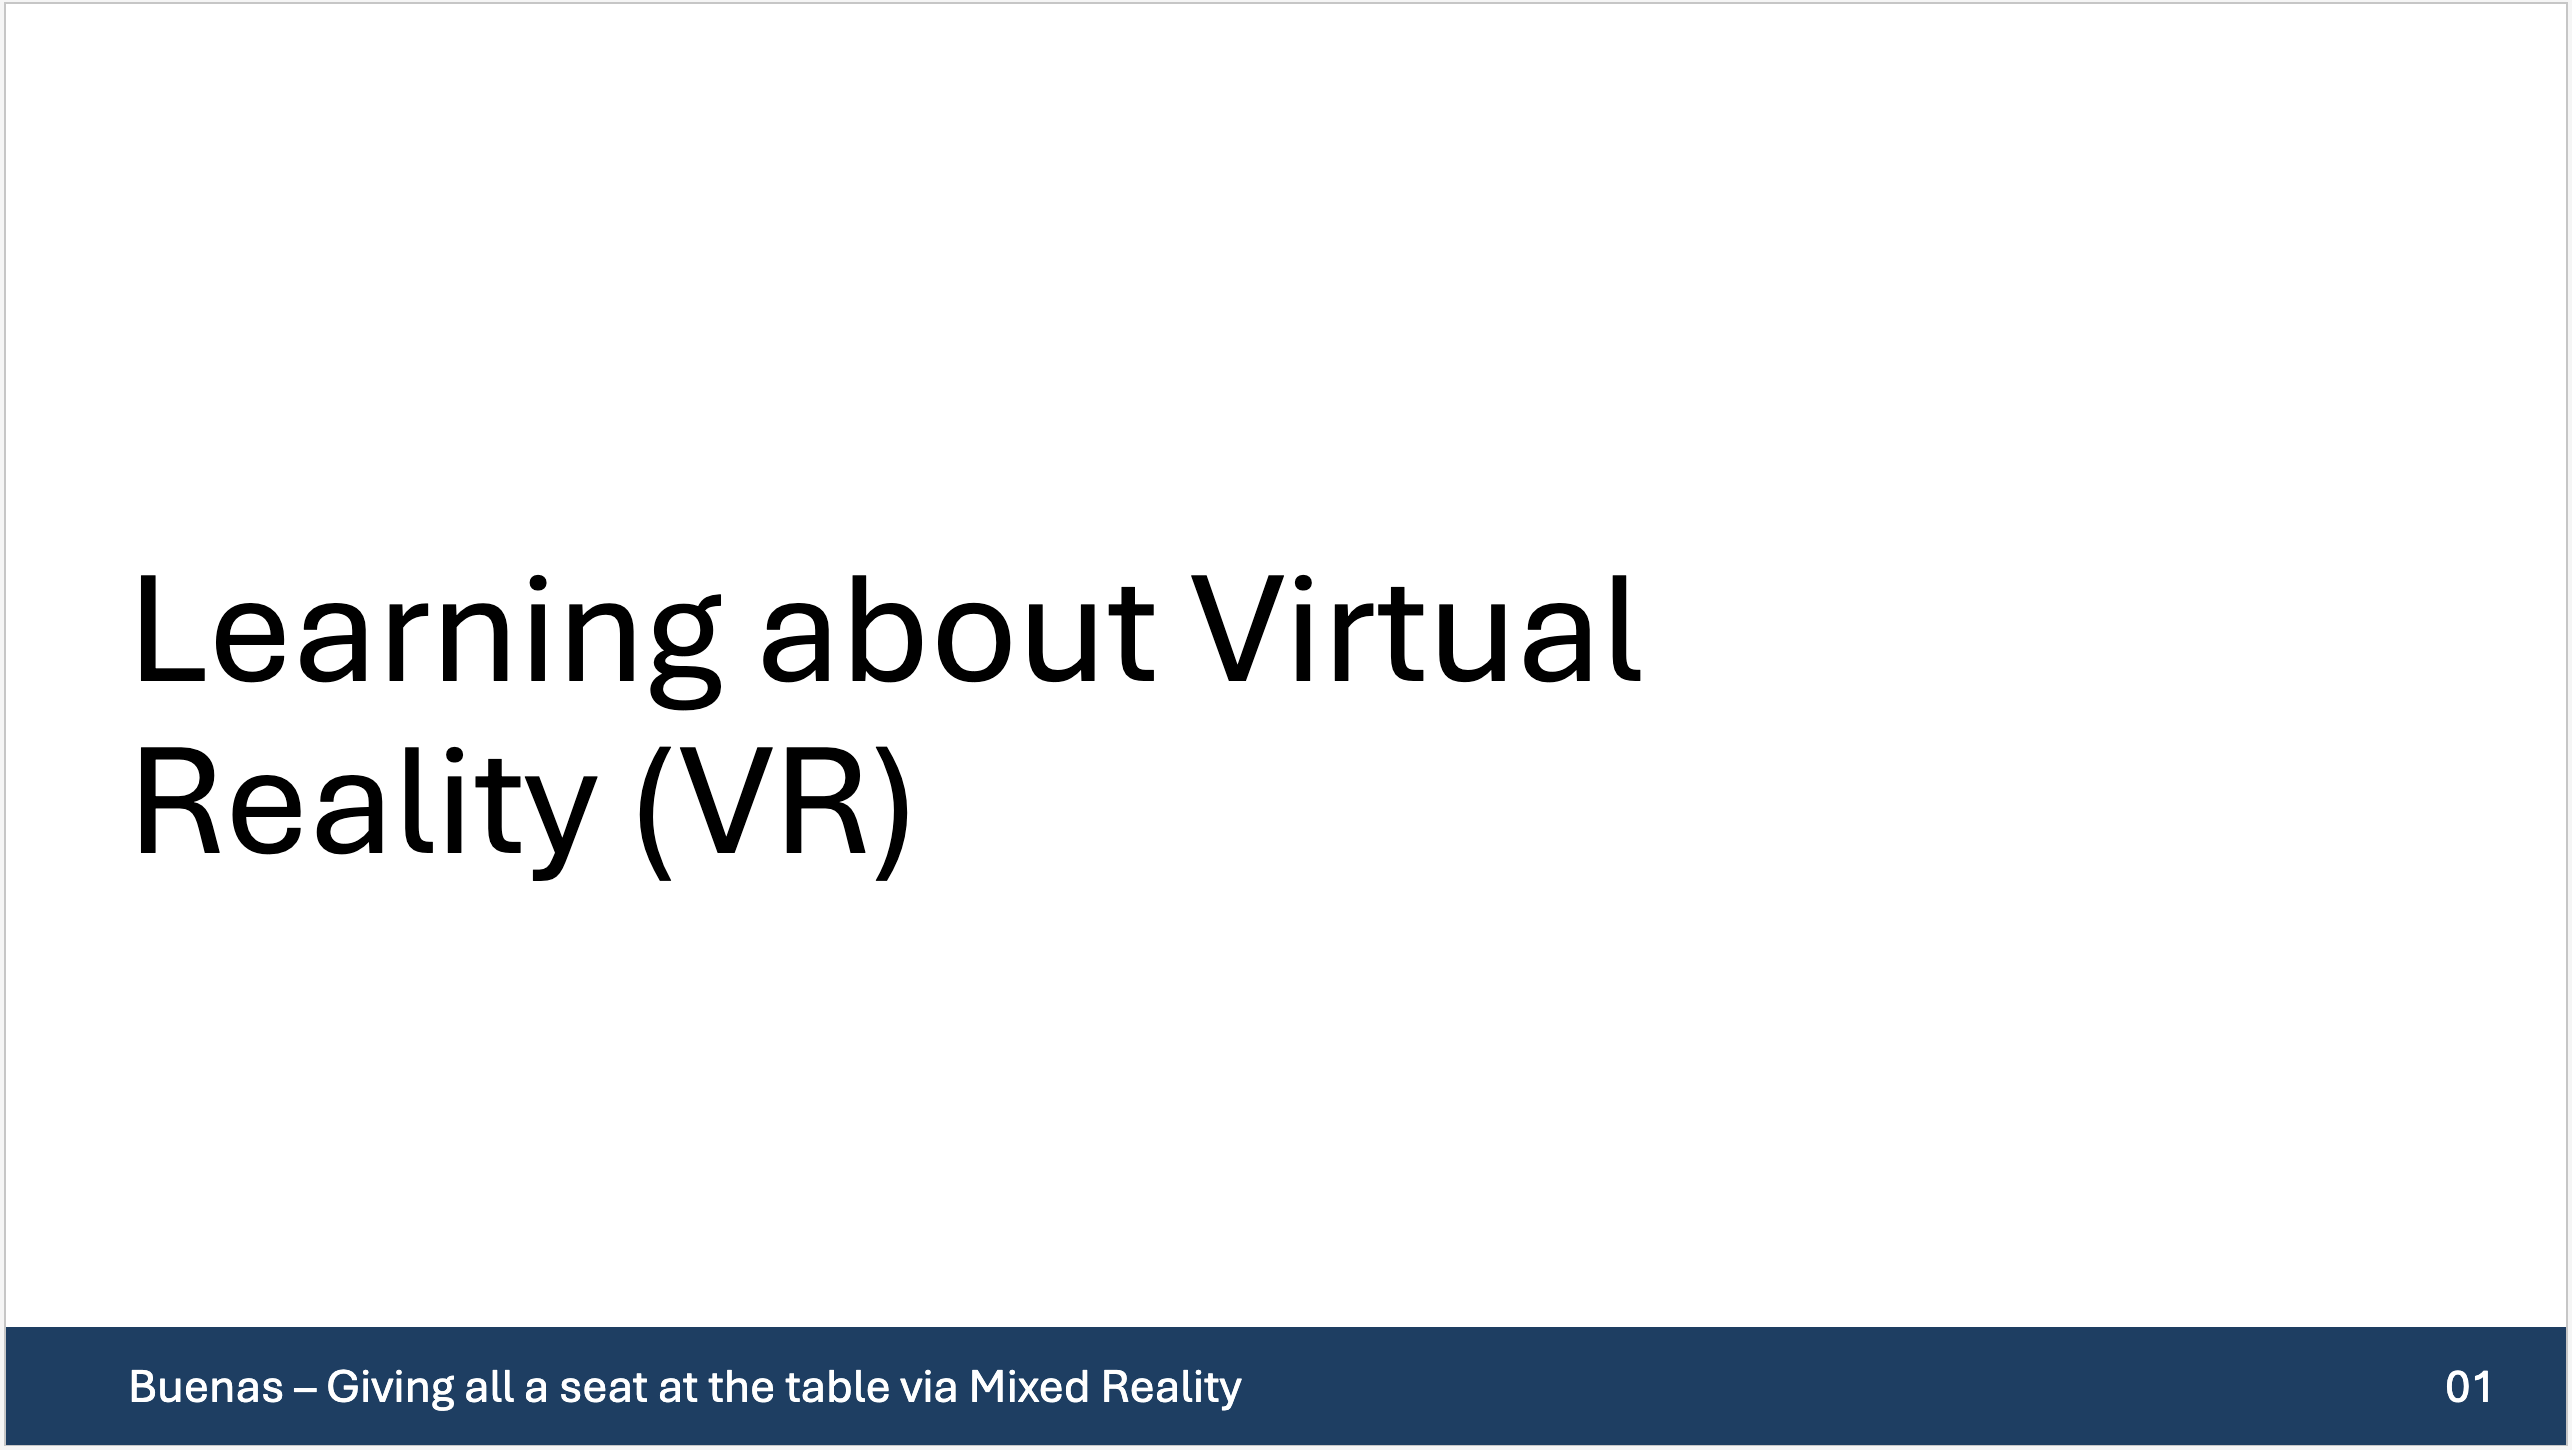 Learning about Virtual
Reality (VR)
Buenas – Giving all a seat at the table via Mixed Reality
01